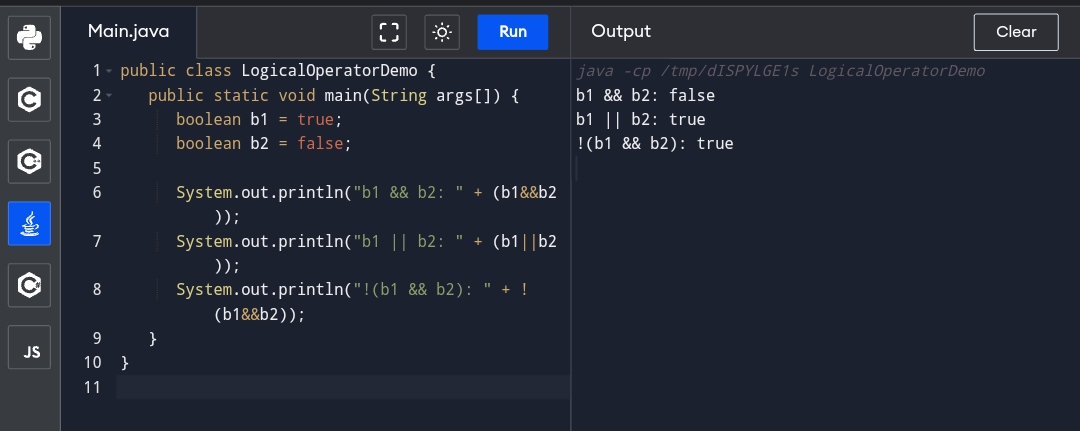 Main.java
Run
Output
Clear
1 public class LogicalOperatorDemo {
2 public static void main(String args[]) {
3 boolean b1 = true;
4 boolean b2 = false;
5
6 System.out.println("b1 && b2: " + (b1&&b2
));
7 System.out.println("b1 || b2: " + (b1||b2
));
8 System.out.println("!(b1 && b2): " + !
(b1&&b2));
9 }
10 }
11
java -cp /tmp/dISPYLGE1s LogicalOperatorDemo
b1 && b2: false
b1 || b2: true
!(b1 && b2): true
C
C++
C#
JS